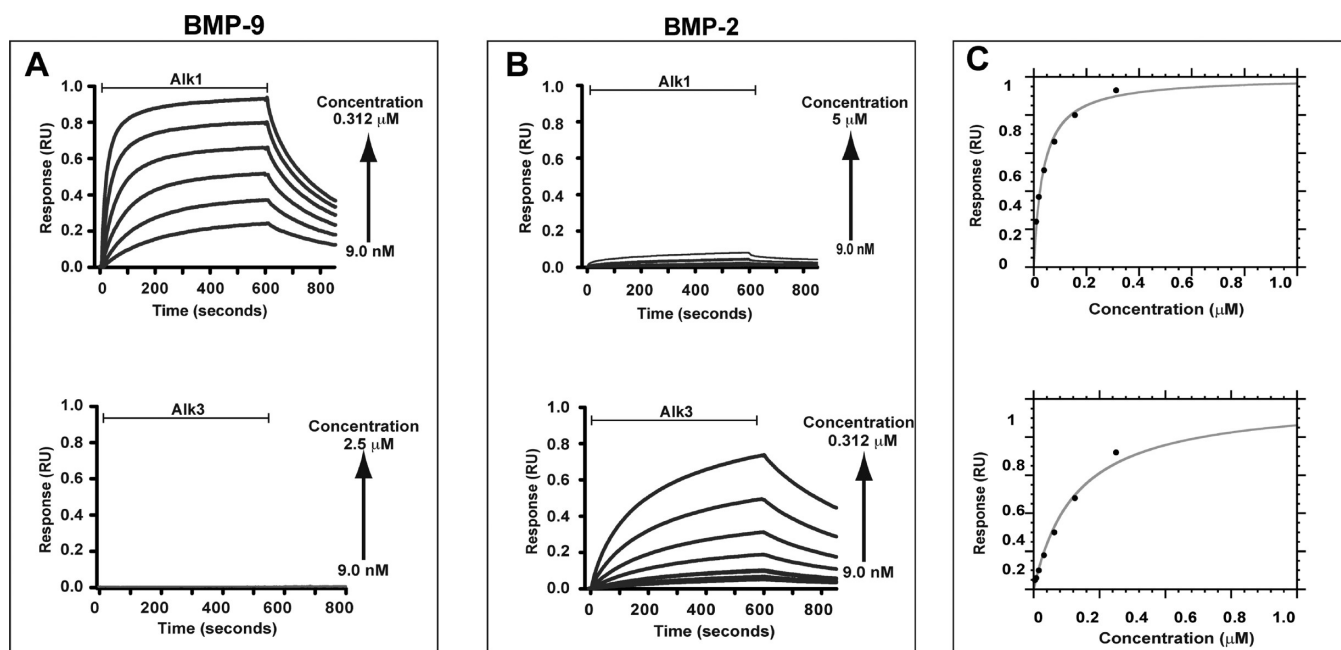 BMP-9
BMP-2
A
Alk1
Response (RU)
1.0
0.8
0.6
0.4
0.2
0.0
0 200 400 600 800
Time (seconds)
Concentration
0.312 μM
9.0 nM
Alk3
Response (RU)
1.0
0.8
0.6
0.4
0.2
0.0
0 200 400 600 800
Time (seconds)
Concentration
2.5 μM
9.0 nM
B
Alk1
Response (RU)
1.0
0.8
0.6
0.4
0.2
0.0
0 200 400 600 800
Time (seconds)
Concentration
5 μM
9.0 nM
Alk3
Response (RU)
1.0
0.8
0.6
0.4
0.2
0.0
0 200 400 600 800
Time (seconds)
Concentration
0.312 μM
9.0 nM
C
Response (RU)
1
0.8
0.6
0.4
0.2
0
0.2 0.4 0.6 0.8 1.0
Concentration (μM)
Response (RU)
1
0.8
0.6
0.4
0.2
0 0.2 0.4 0.6 0.8 1.0
Concentration (μM)